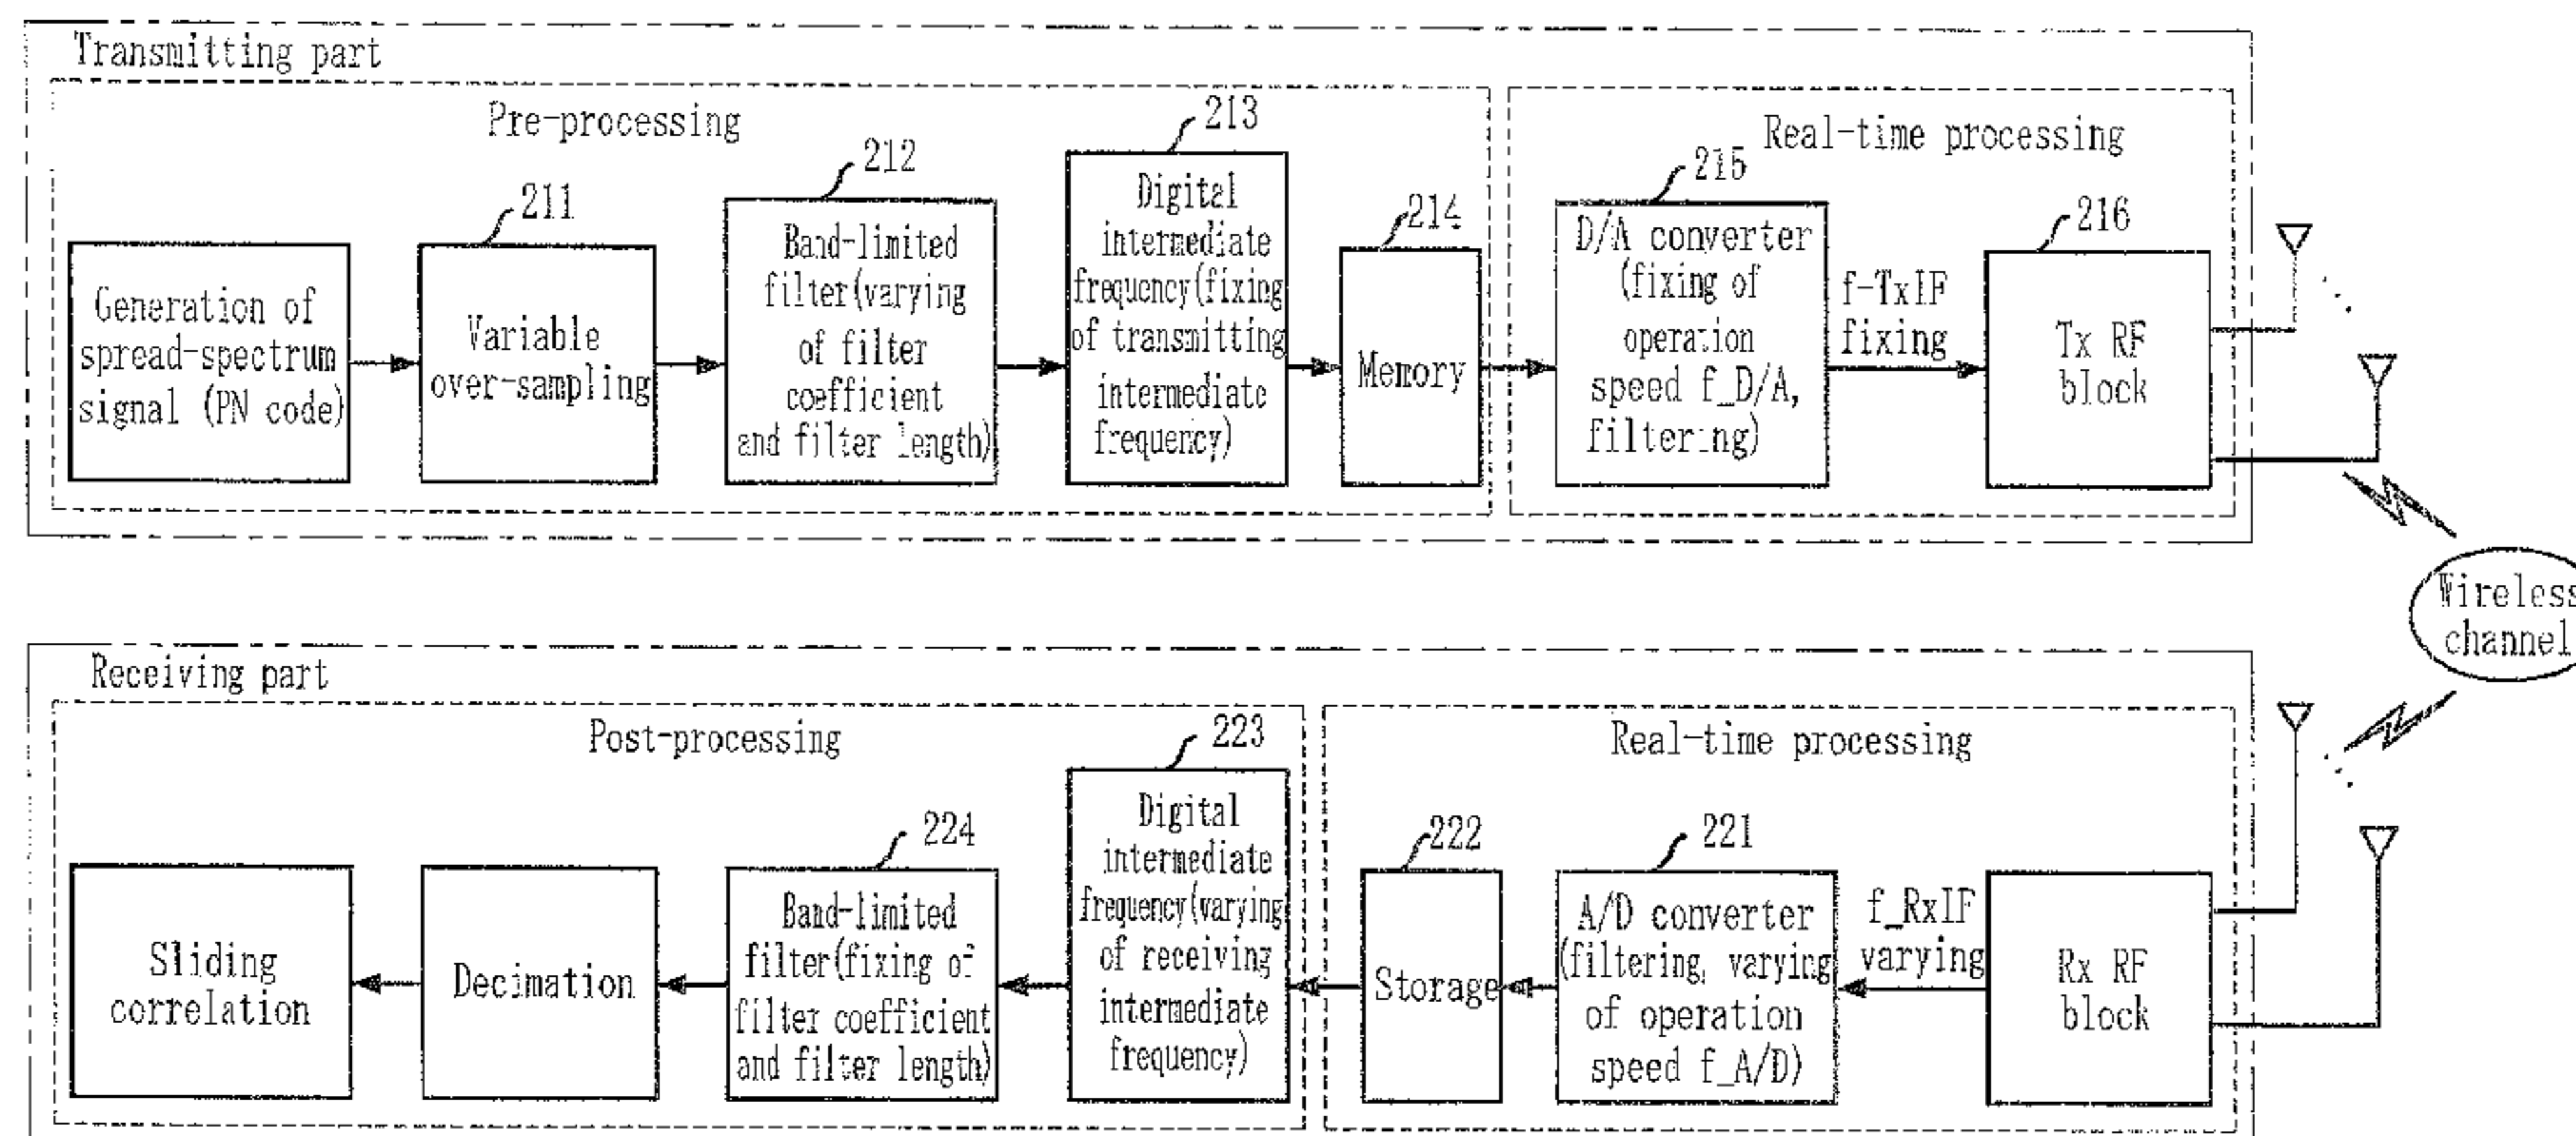 Transmitting part
Pre-processing
Real-time processing
Generation of
spread-spectrum
signal (PN code)
211
Variable
over-sampling
212
Band-limited
filter(varying
of filter
coefficient
and filter length)
213
Digital
intermediate
frequency(fixing
of transmitting
intermediate
frequency)
214
Memory
215
D/A converter
(fixing of
operation
speed f_D/A,
filtering)
f-TxIF
fixing
216
Tx RF
block
Wireless
channel
Receiving part
Post-processing
Real-time processing
Sliding
correlation
Decimation
224
Band-limited
filter(fixing of
filter coefficient
and filter length)
223
Digital
intermediate
frequency(varying
of receiving
intermediate
frequency)
222
Storage
221
A/D converter
(filtering, varying
of operation
speed f_A/D)
f_RxIF
varying
Rx RF
block